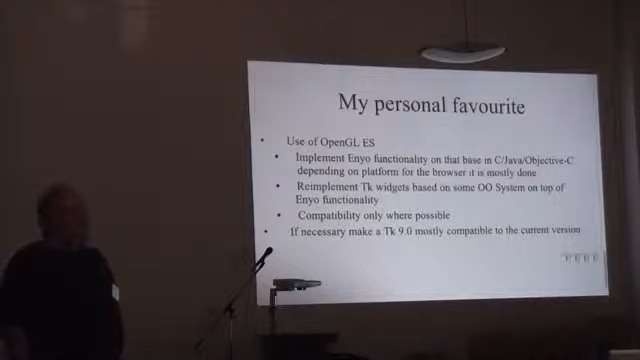 My personal favourite
• Use of OpenGL ES
• Implement Enyo functionality on that base in C/Java/Objective-C
depending on platform for the browser it is mostly done
• Reimplement Tk widgets based on some OO System on top of
Enyo functionality
• Compatibility only where possible
• If necessary make a Tk 9.0 mostly compatible to the current version